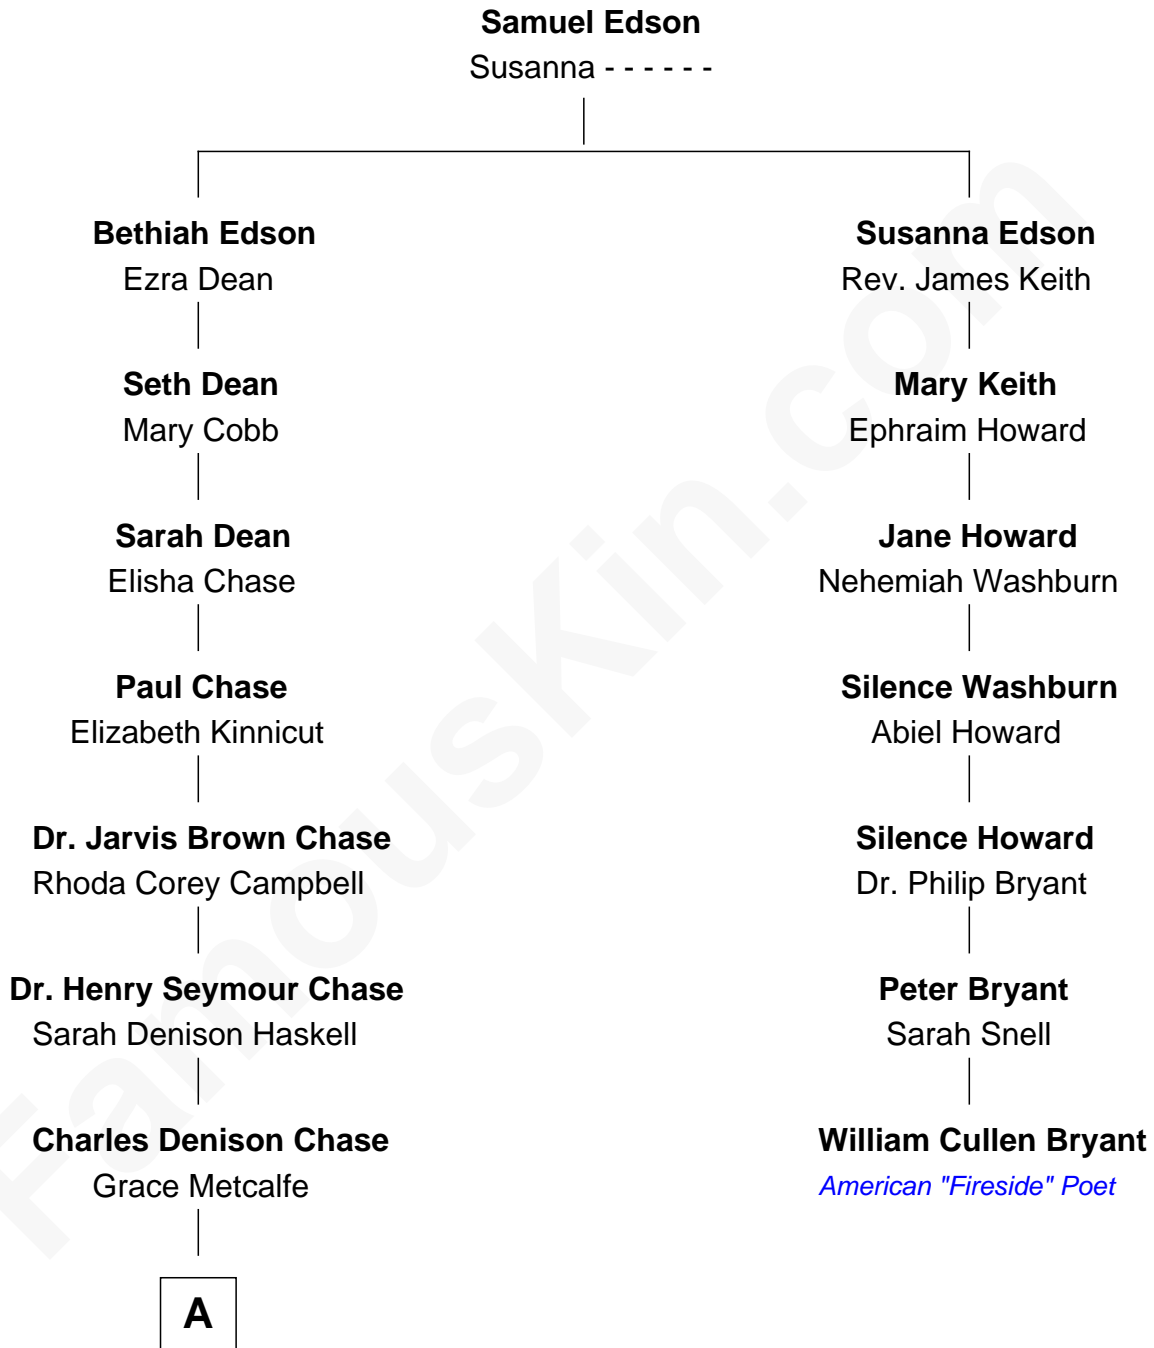 Samuel Edson
Susanna - - - - - -
Bethiah Edson
Ezra Dean
Seth Dean
Mary Cobb
Sarah Dean
Elisha Chase
Paul Chase
Elizabeth Kinnicut
Dr. Jarvis Brown Chase
Rhoda Corey Campbell
Dr. Henry Seymour Chase
Sarah Denison Haskell
Charles Denison Chase
Grace Metcalfe
A
Susanna Edson
Rev. James Keith
Mary Keith
Ephraim Howard
Jane Howard
Nehemiah Washburn
Silence Washburn
Abiel Howard
Silence Howard
Dr. Philip Bryant
Peter Bryant
Sarah Snell
William Cullen Bryant
American "Fireside" Poet
FamousKin.com